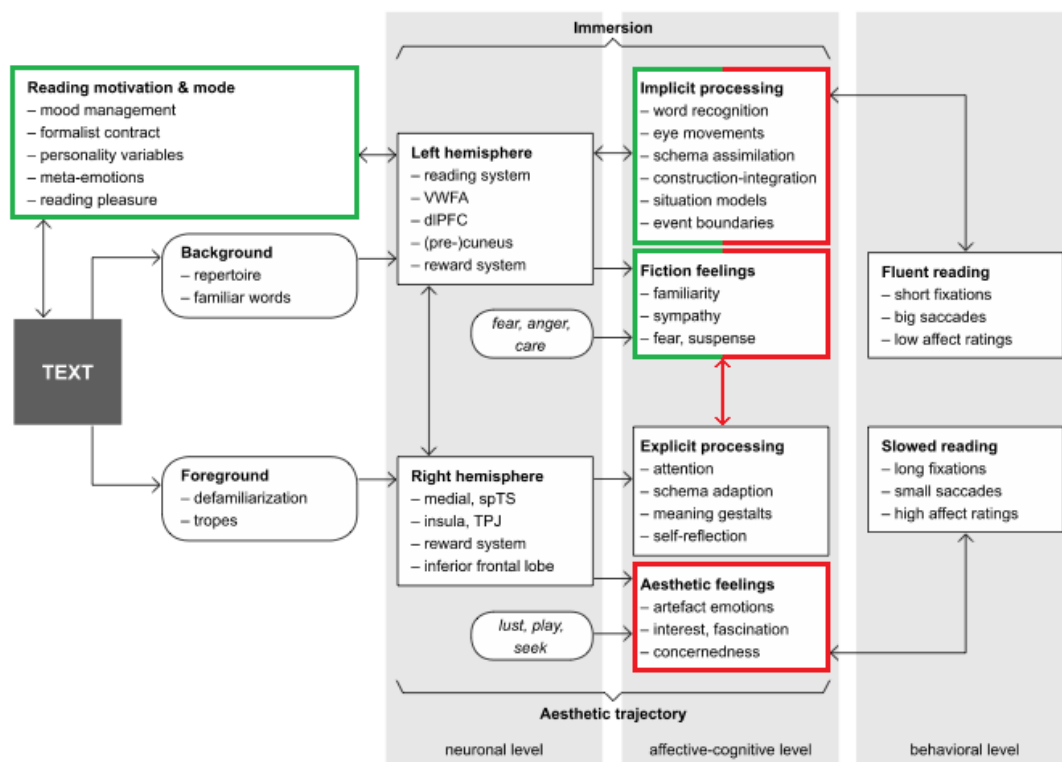 Immersion
Reading motivation & mode
– mood management
– formalist contract
– personality variables
– meta-emotions
– reading pleasure
Background
– repertoire
– familiar words
TEXT
Foreground
– defamiliarization
– tropes
Left hemisphere
– reading system
– VWFA
– dlPFC
– (pre-)cuneus
– reward system
fear, anger,
care
Right hemisphere
– medial, spTS
– insula, TPJ
– reward system
– inferior frontal lobe
lust, play,
seek
Implicit processing
– word recognition
– eye movements
– schema assimilation
– construction-integration
– situation models
– event boundaries
Fiction feelings
– familiarity
– sympathy
– fear, suspense
Explicit processing
– attention
– schema adaption
– meaning gestalts
– self-reflection
Aesthetic feelings
– artefact emotions
– interest, fascination
– concernedness
Fluent reading
– short fixations
– big saccades
– low affect ratings
Slowed reading
– long fixations
– small saccades
– high affect ratings
Aesthetic trajectory
neuronal level
affective-cognitive level
behavioral level